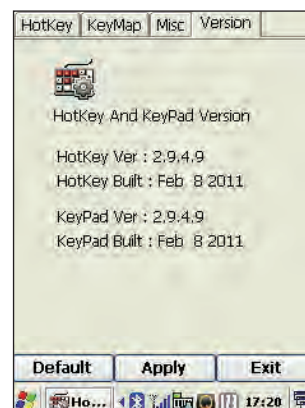 HotKey KeyMap Misc Version
HotKey And KeyPad Version
HotKey Ver : 2.9.4.9
HotKey Built : Feb 8 2011
KeyPad Ver : 2.9.4.9
KeyPad Built : Feb 8 2011
Default Apply Exit
Ho... 17:20